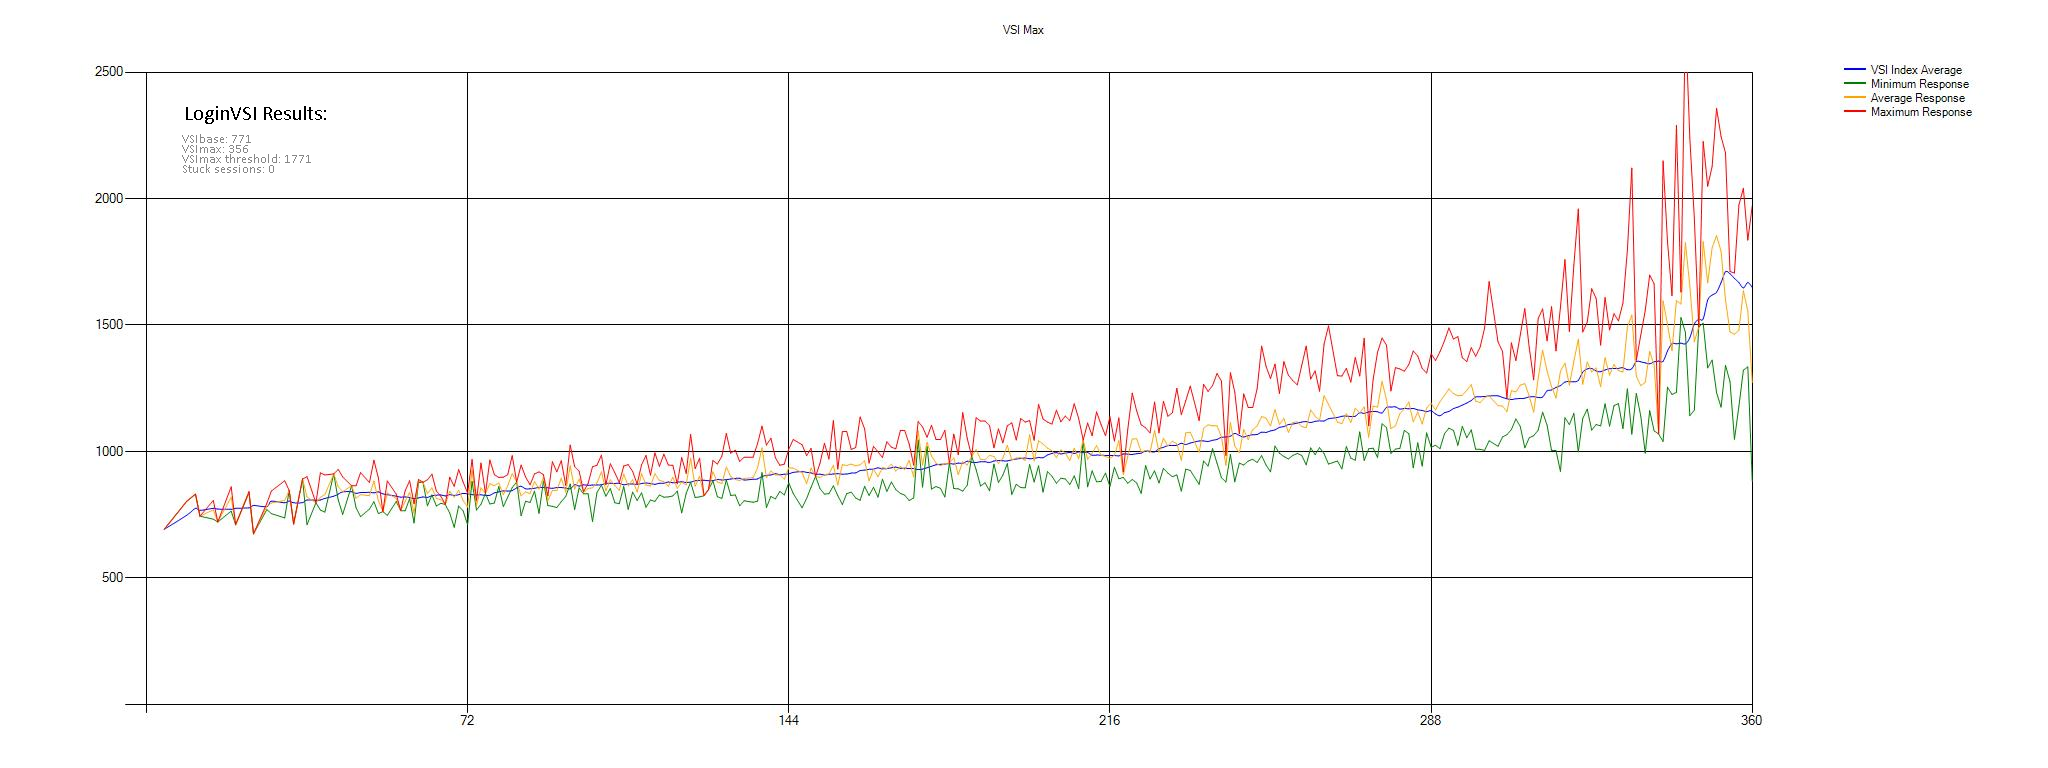 VSI Max
2500
2000
1500
1000
500
LoginVSI Results:
VSIbase: 771
VSImax: 356
VSImax threshold: 1771
Stuck sessions: 0
VSI Index Average
Minimum Response
Average Response
Maximum Response
72
144
216
288
360